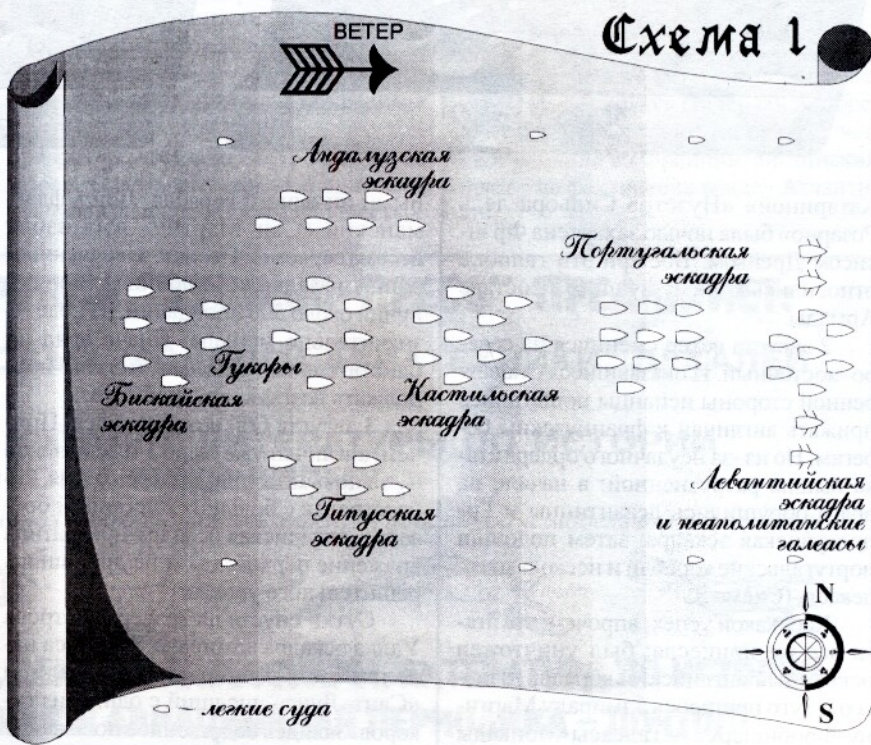 Схема 1
ВЕТЕР
Андалузская
эскадра
Португальская
эскадра
Гукоры
Бискайская
эскадра
Кастильская
эскадра
Левантийская
эскадра
и неаполитанские
галеасы
Гипусская
эскадра
N
S
легкие суда